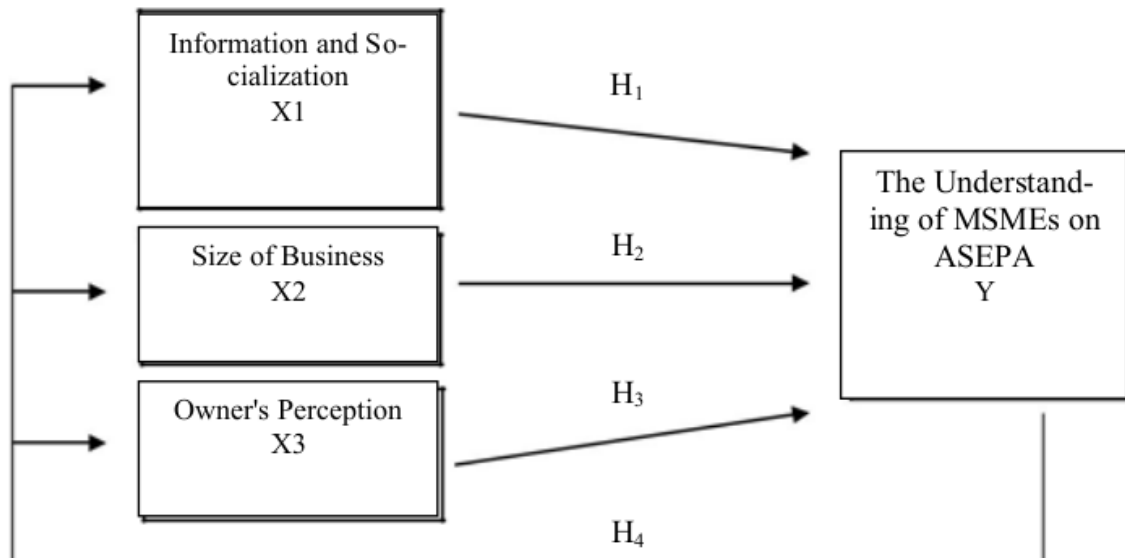 Information and So-
cialization
X1
H₁
The Understand-
ing of MSMEs on
ASEPA
Y
Size of Business
X2
H₂
Owner's Perception
X3
H₃
H₄